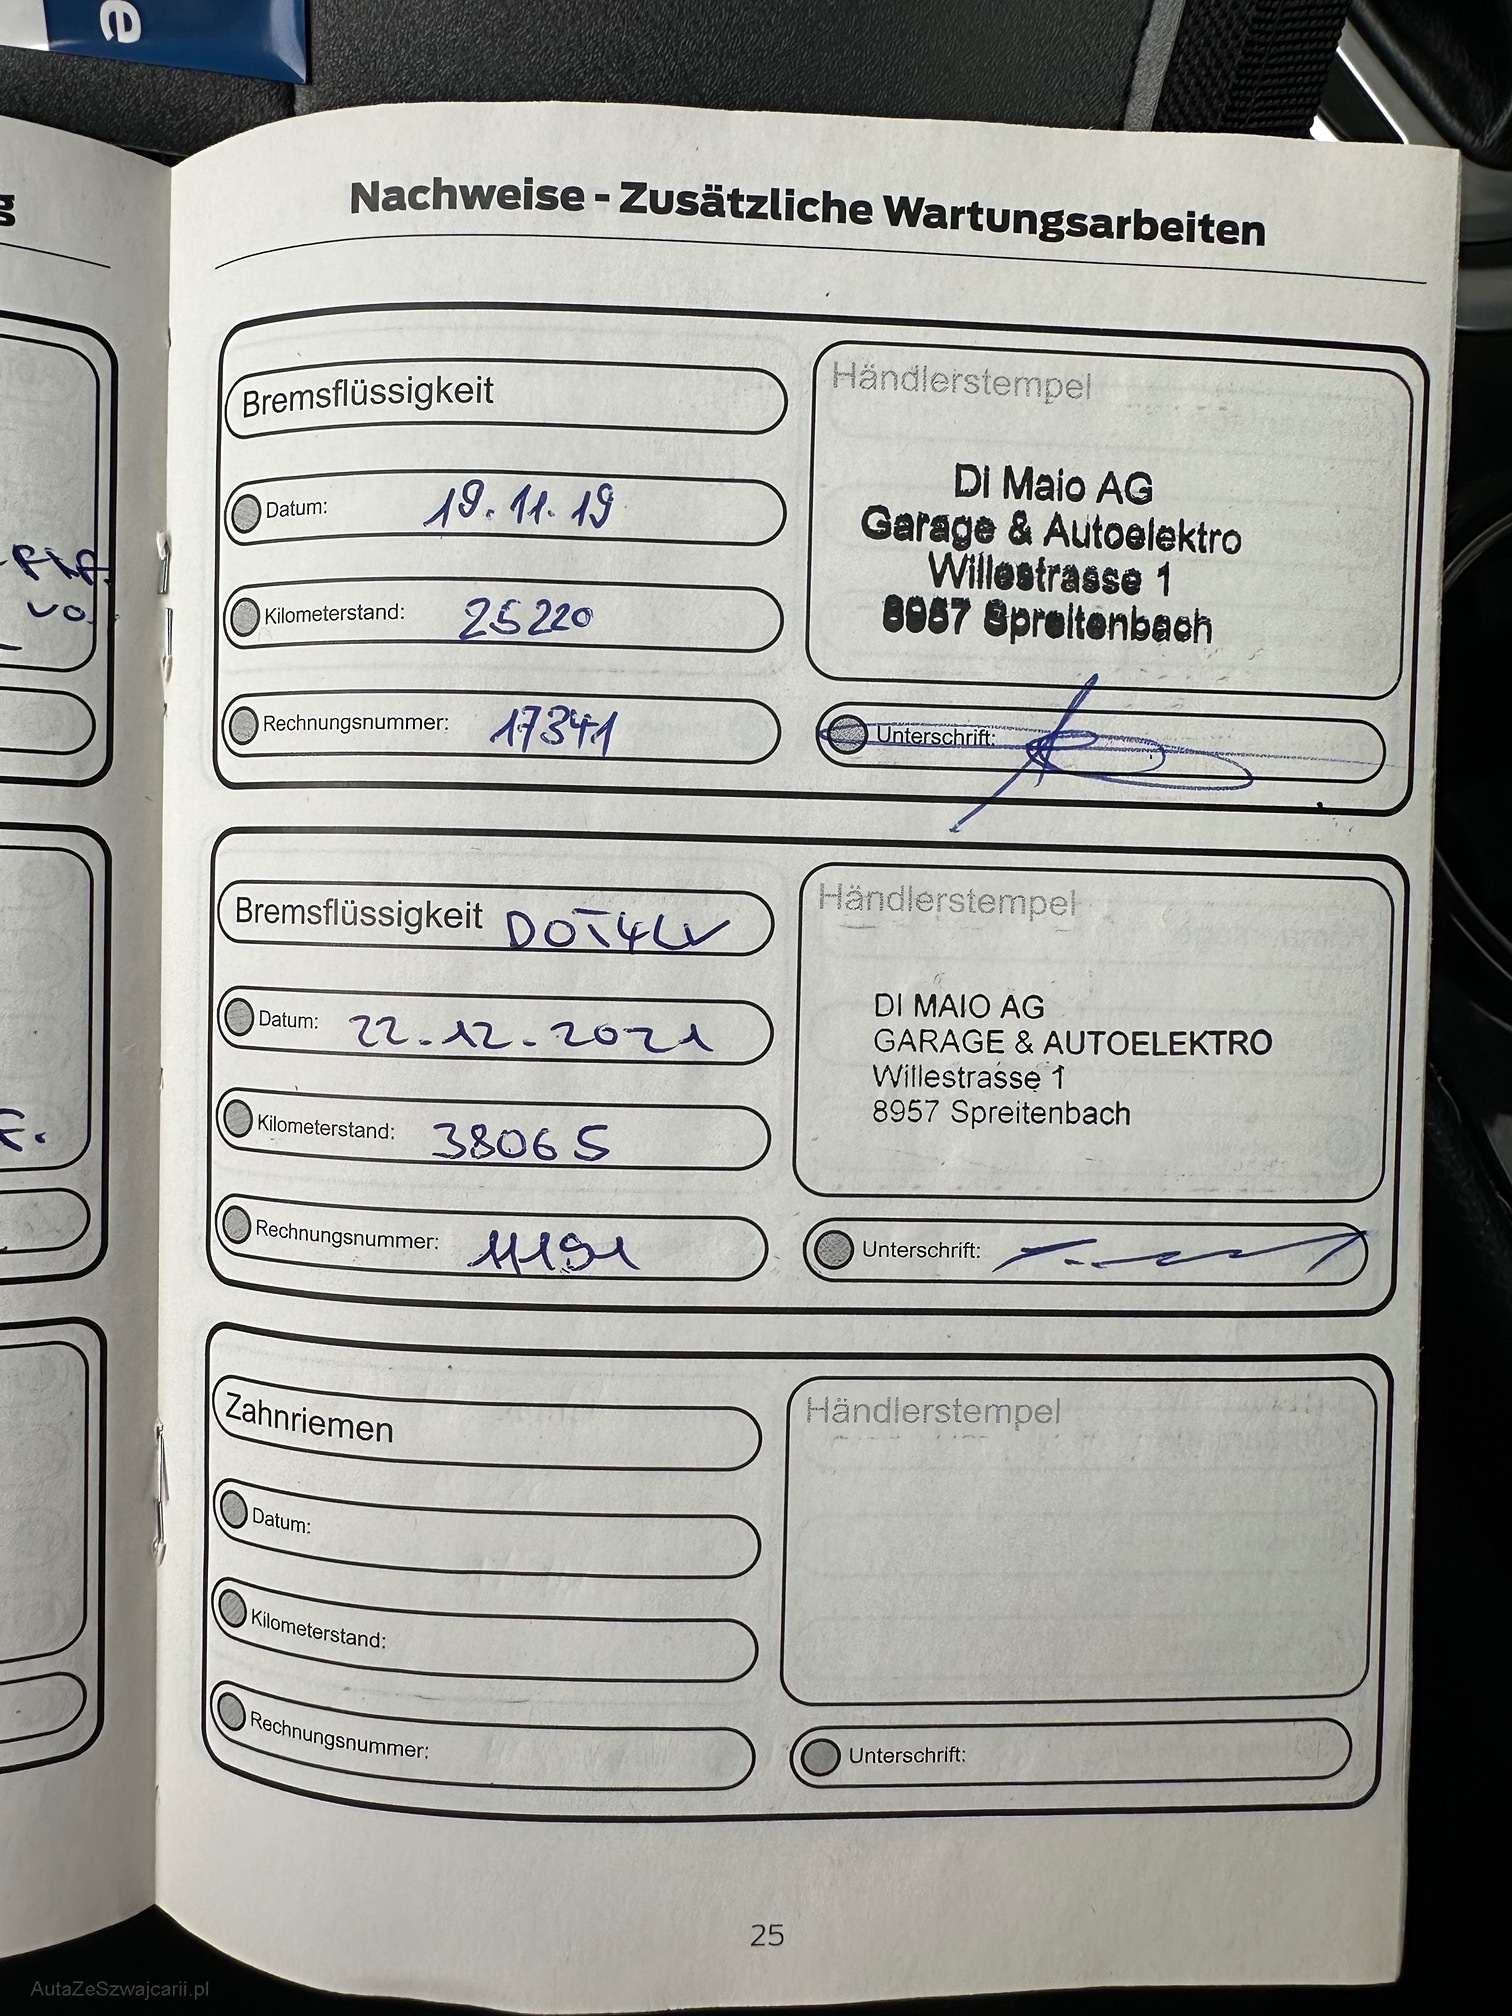 e
g
Nachweise - Zusätzliche Wartungsarbeiten
Bremsflüssigkeit
Datum: 19.11.19
Kilometerstand: 25220
Rechnungsnummer: 17341
Händlerstempel
Di Maio AG
Garage & Autoelektro
Willestrasse 1
8957 Spreitenbach
Unterschrift:
Bremsflüssigkeit DOT4LV
Datum: 22.12.2021
Kilometerstand: 38065
Rechnungsnummer: 11191
Händlerstempel
DI MAIO AG
GARAGE & AUTOELEKTRO
Willestrasse 1
8957 Spreitenbach
Unterschrift:
Zahnriemen
Datum:
Kilometerstand:
Rechnungsnummer:
Händlerstempel
Unterschrift:
25
AutaZeSzwajcarii.pl